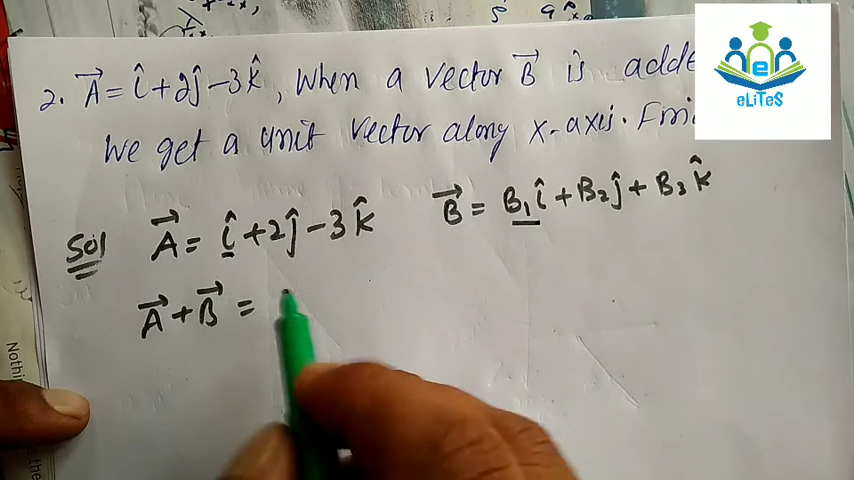 2. A⃗ = î + 2ĵ - 3k̂, When a vector B⃗ is adde
We get a unit vector along x-axis.
eLiTeS
Sol A⃗ = î + 2ĵ - 3k̂ B⃗ = B₁î + B₂ĵ + B₃k̂
A⃗ + B⃗ =